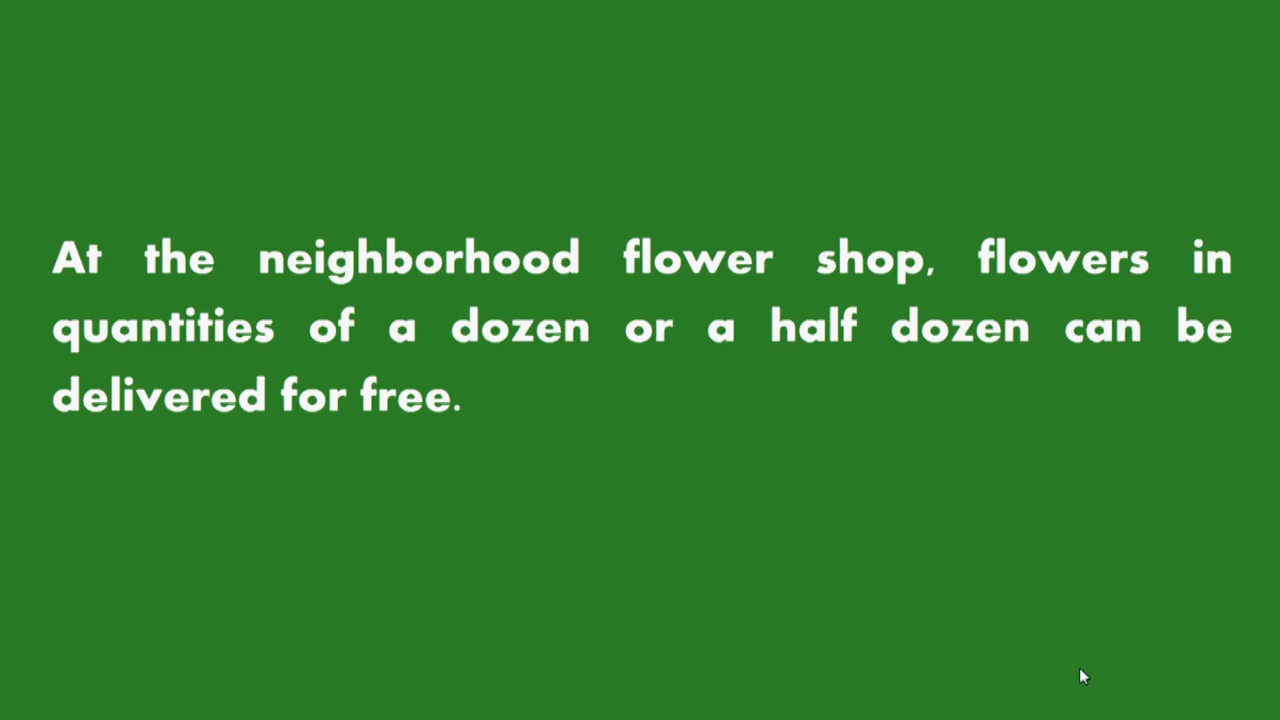 At the neighborhood flower shop, flowers in
quantities of a dozen or a half dozen can be
delivered for free.